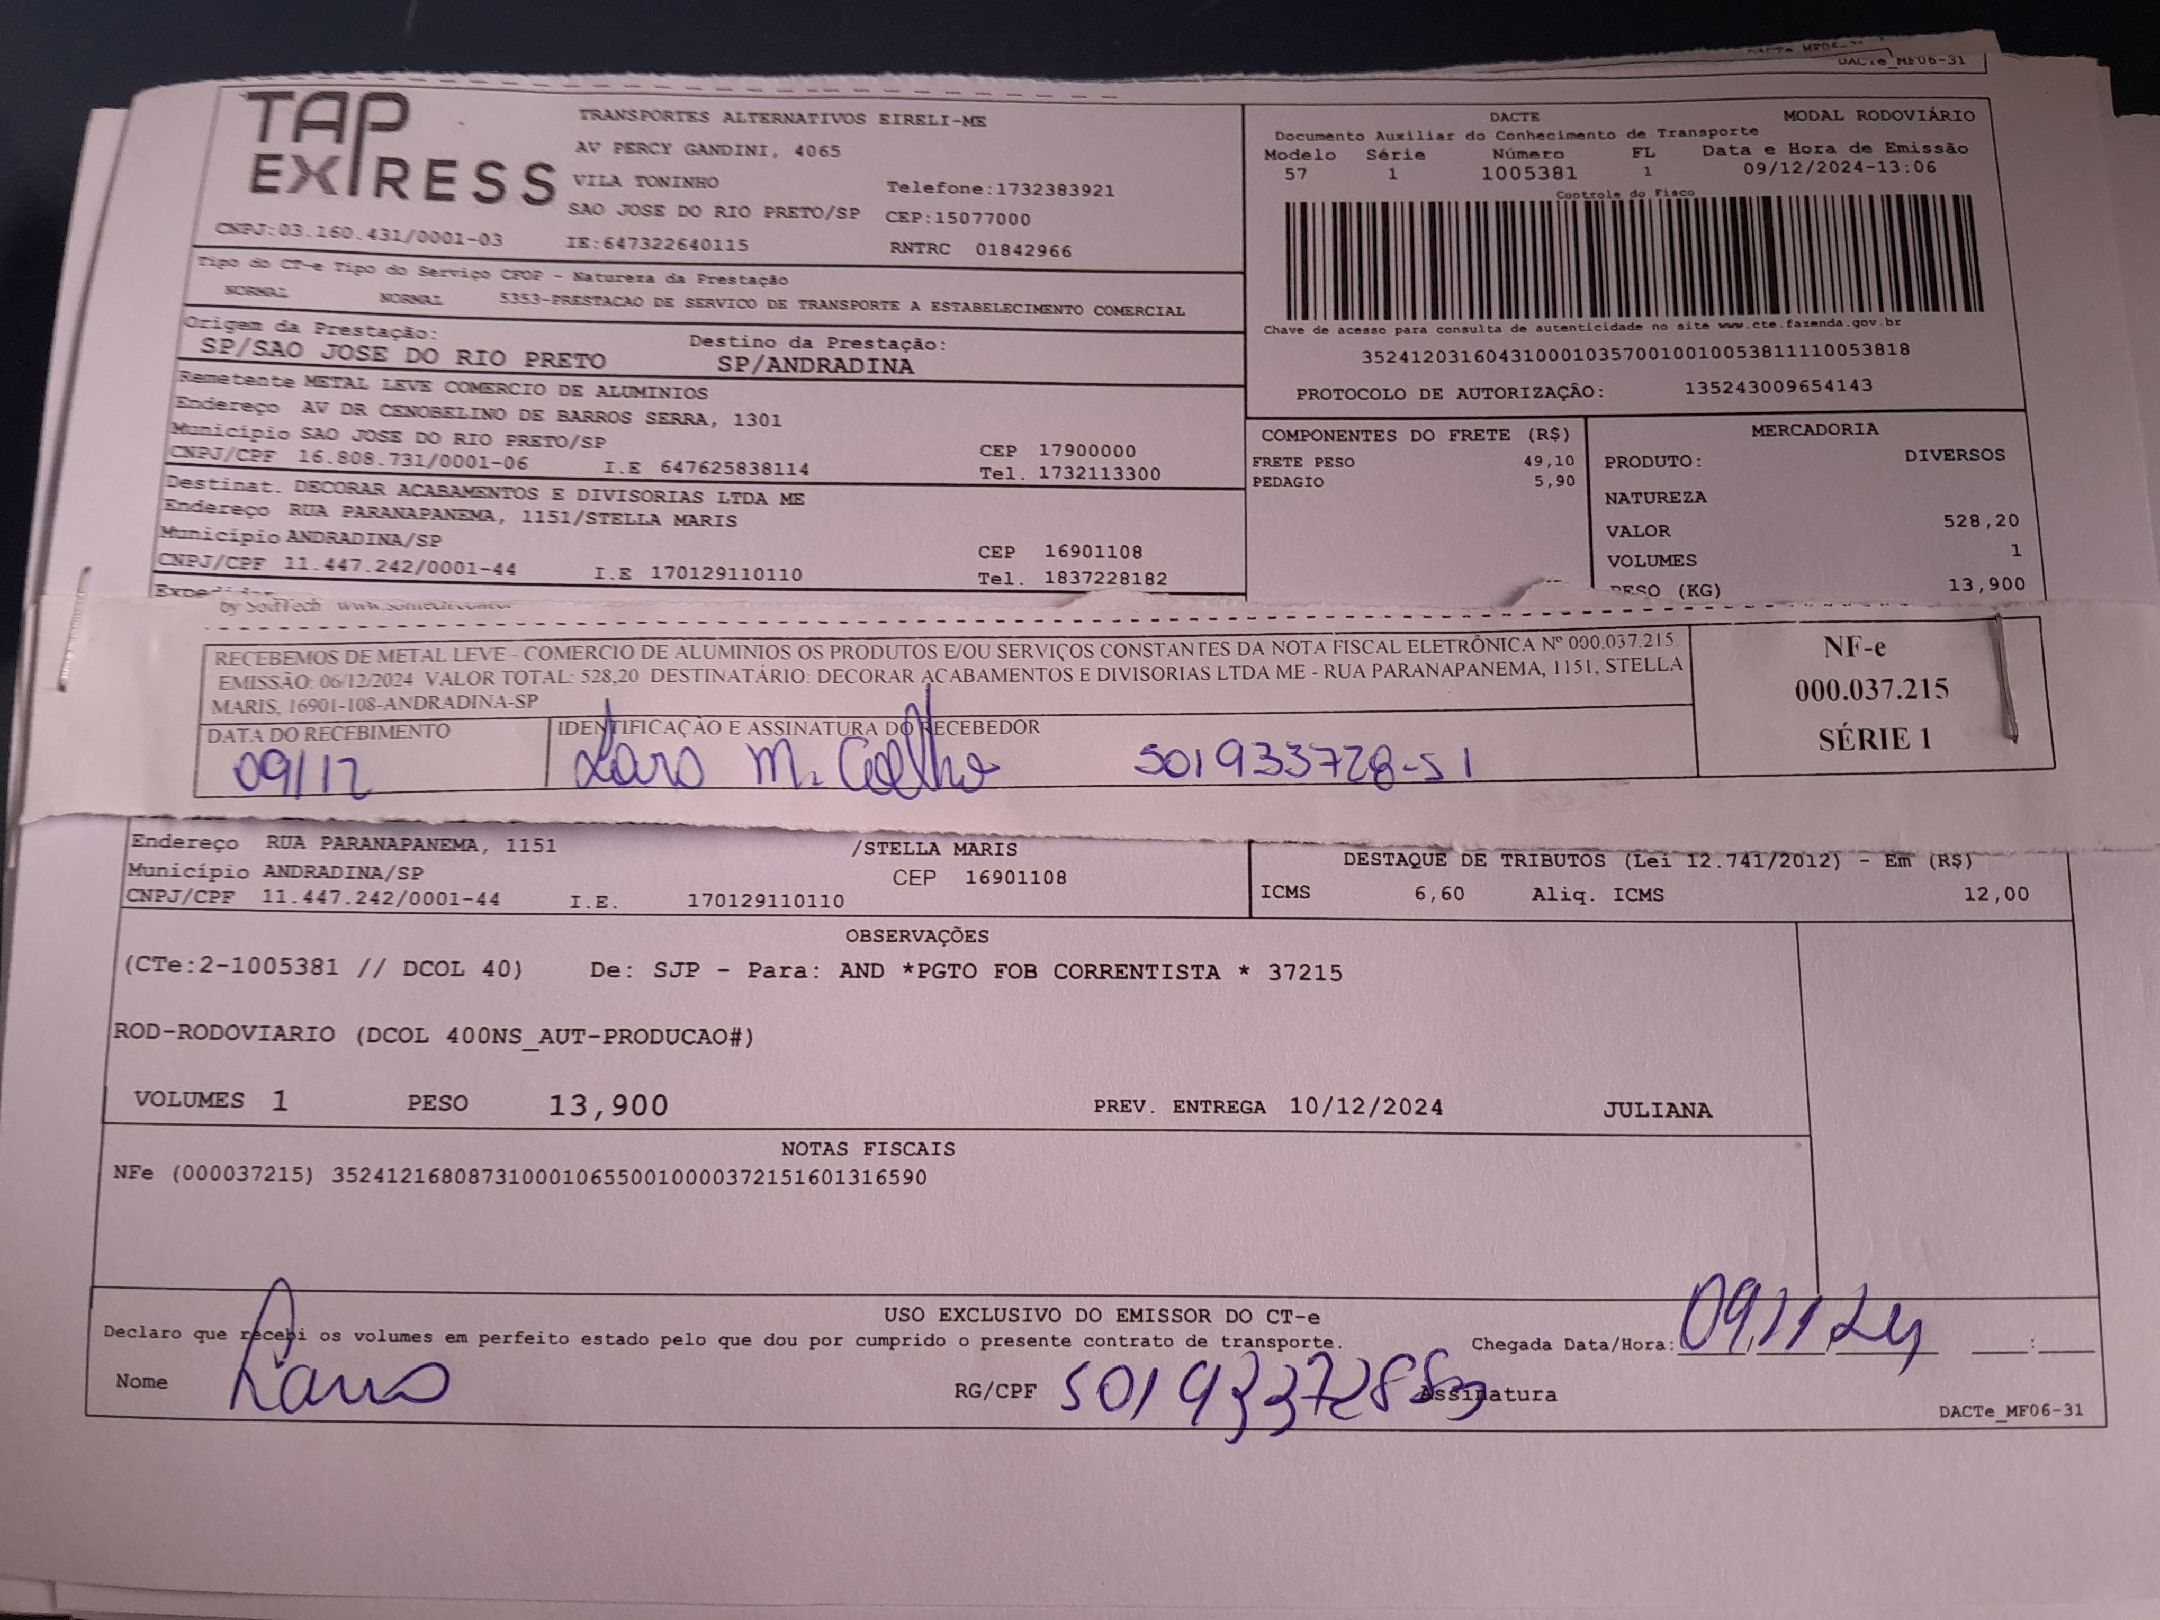 DACTe_MF06-31
TAP EXPRESS
TRANSPORTES ALTERNATIVOS EIRELI-ME
AV PERCY GANDINI, 4065
VILA TONINHO Telefone:1732383921
SAO JOSE DO RIO PRETO/SP CEP:15077000
CNPJ:03.160.431/0001-03 IE:647322640115 RNTRC 01842966
DACTE MODAL RODOVIÁRIO
Documento Auxiliar do Conhecimento de Transporte
Modelo Série Número FL Data e Hora de Emissão
57 1 1005381 1 09/12/2024-13:06
Controle do Fisco
Chave de acesso para consulta de autenticidade no site www.cte.fazenda.gov.br
35241203160431000103570010010053811110053818
PROTOCOLO DE AUTORIZAÇÃO: 135243009654143
Tipo do CT-e Tipo do Serviço CFOP - Natureza da Prestação
NORMAL NORMAL 5353-PRESTACAO DE SERVICO DE TRANSPORTE A ESTABELECIMENTO COMERCIAL
Origem da Prestação: Destino da Prestação:
SP/SAO JOSE DO RIO PRETO SP/ANDRADINA
Remetente METAL LEVE COMERCIO DE ALUMINIOS
Endereço AV DR CENOBELINO DE BARROS SERRA, 1301
Município SAO JOSE DO RIO PRETO/SP CEP 17900000
CNPJ/CPF 16.808.731/0001-06 I.E 647625838114 Tel. 1732113300
Destinat. DECORAR ACABAMENTOS E DIVISORIAS LTDA ME
Endereço RUA PARANAPANEMA, 1151/STELLA MARIS
Município ANDRADINA/SP CEP 16901108
CNPJ/CPF 11.447.242/0001-44 I.E 170129110110 Tel. 1837228182
COMPONENTES DO FRETE (R$)
FRETE PESO 49,10
PEDAGIO 5,90
MERCADORIA
PRODUTO: DIVERSOS
NATUREZA
VALOR 528,20
VOLUMES 1
PESO (KG) 13,900
by SoftTech
RECEBEMOS DE METAL LEVE - COMERCIO DE ALUMINIOS OS PRODUTOS E/OU SERVIÇOS CONSTANTES DA NOTA FISCAL ELETRÔNICA Nº 000.037.215.
EMISSÃO: 06/12/2024 VALOR TOTAL: 528,20 DESTINATÁRIO: DECORAR ACABAMENTOS E DIVISORIAS LTDA ME - RUA PARANAPANEMA, 1151, STELLA
MARIS, 16901-108-ANDRADINA-SP
DATA DO RECEBIMENTO IDENTIFICAÇÃO E ASSINATURA DO RECEBEDOR
09/12 M. Coelho 501933728-51
NF-e
000.037.215
SÉRIE 1
Endereço RUA PARANAPANEMA, 1151 /STELLA MARIS
Município ANDRADINA/SP CEP 16901108
CNPJ/CPF 11.447.242/0001-44 I.E. 170129110110
DESTAQUE DE TRIBUTOS (Lei 12.741/2012) - Em (R$)
ICMS 6,60 Aliq. ICMS 12,00
OBSERVAÇÕES
(CTe:2-1005381 // DCOL 40) De: SJP - Para: AND *PGTO FOB CORRENTISTA * 37215
ROD-RODOVIARIO (DCOL 400NS_AUT-PRODUCAO#)
VOLUMES 1 PESO 13,900 PREV. ENTREGA 10/12/2024 JULIANA
NOTAS FISCAIS
NFe (000037215) 35241216808731000106550010000372151601316590
USO EXCLUSIVO DO EMISSOR DO CT-e
Declaro que recebi os volumes em perfeito estado pelo que dou por cumprido o presente contrato de transporte. Chegada Data/Hora:
Nome RG/CPF Assinatura
DACTe_MF06-31